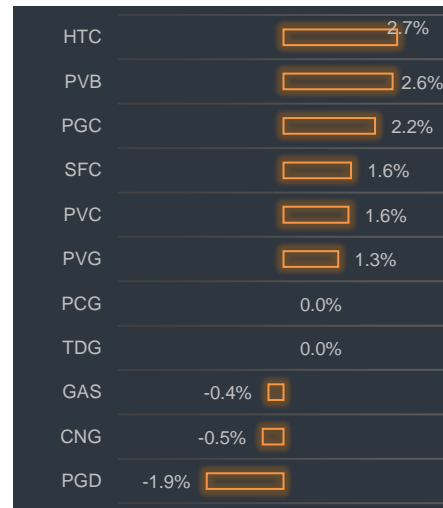 HTC 2.7%
PVB 2.6%
PGC 2.2%
SFC 1.6%
PVC 1.6%
PVG 1.3%
PCG 0.0%
TDG 0.0%
GAS -0.4%
CNG -0.5%
PGD -1.9%